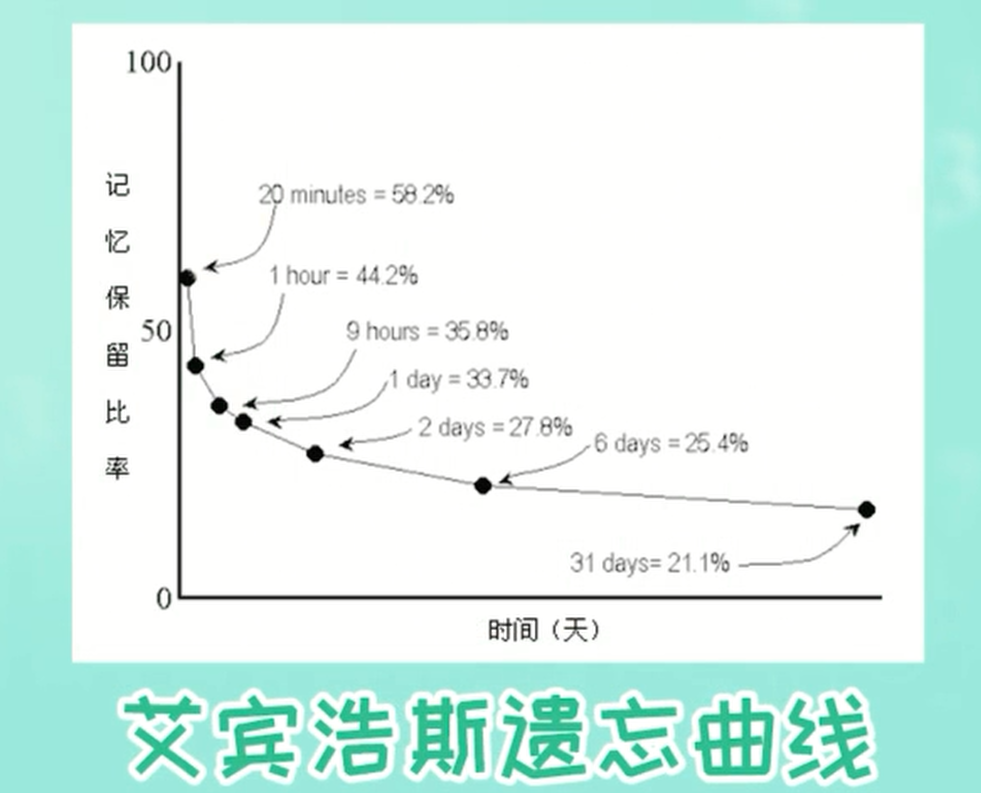 100
记忆保留比率
20 minutes = 58.2%
1 hour = 44.2%
50
9 hours = 35.8%
1 day = 33.7%
2 days = 27.8%
6 days = 25.4%
31 days= 21.1%
0
时间（天）
艾宾浩斯遗忘曲线